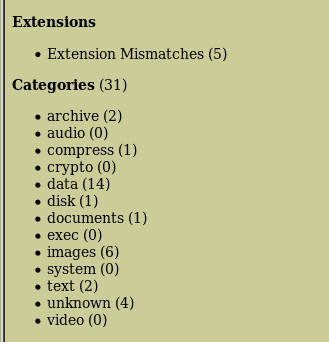 Extensions
• Extension Mismatches (5)
Categories (31)
• archive (2)
• audio (0)
• compress (1)
• crypto (0)
• data (14)
• disk (1)
• documents (1)
• exec (0)
• images (6)
• system (0)
• text (2)
• unknown (4)
• video (0)